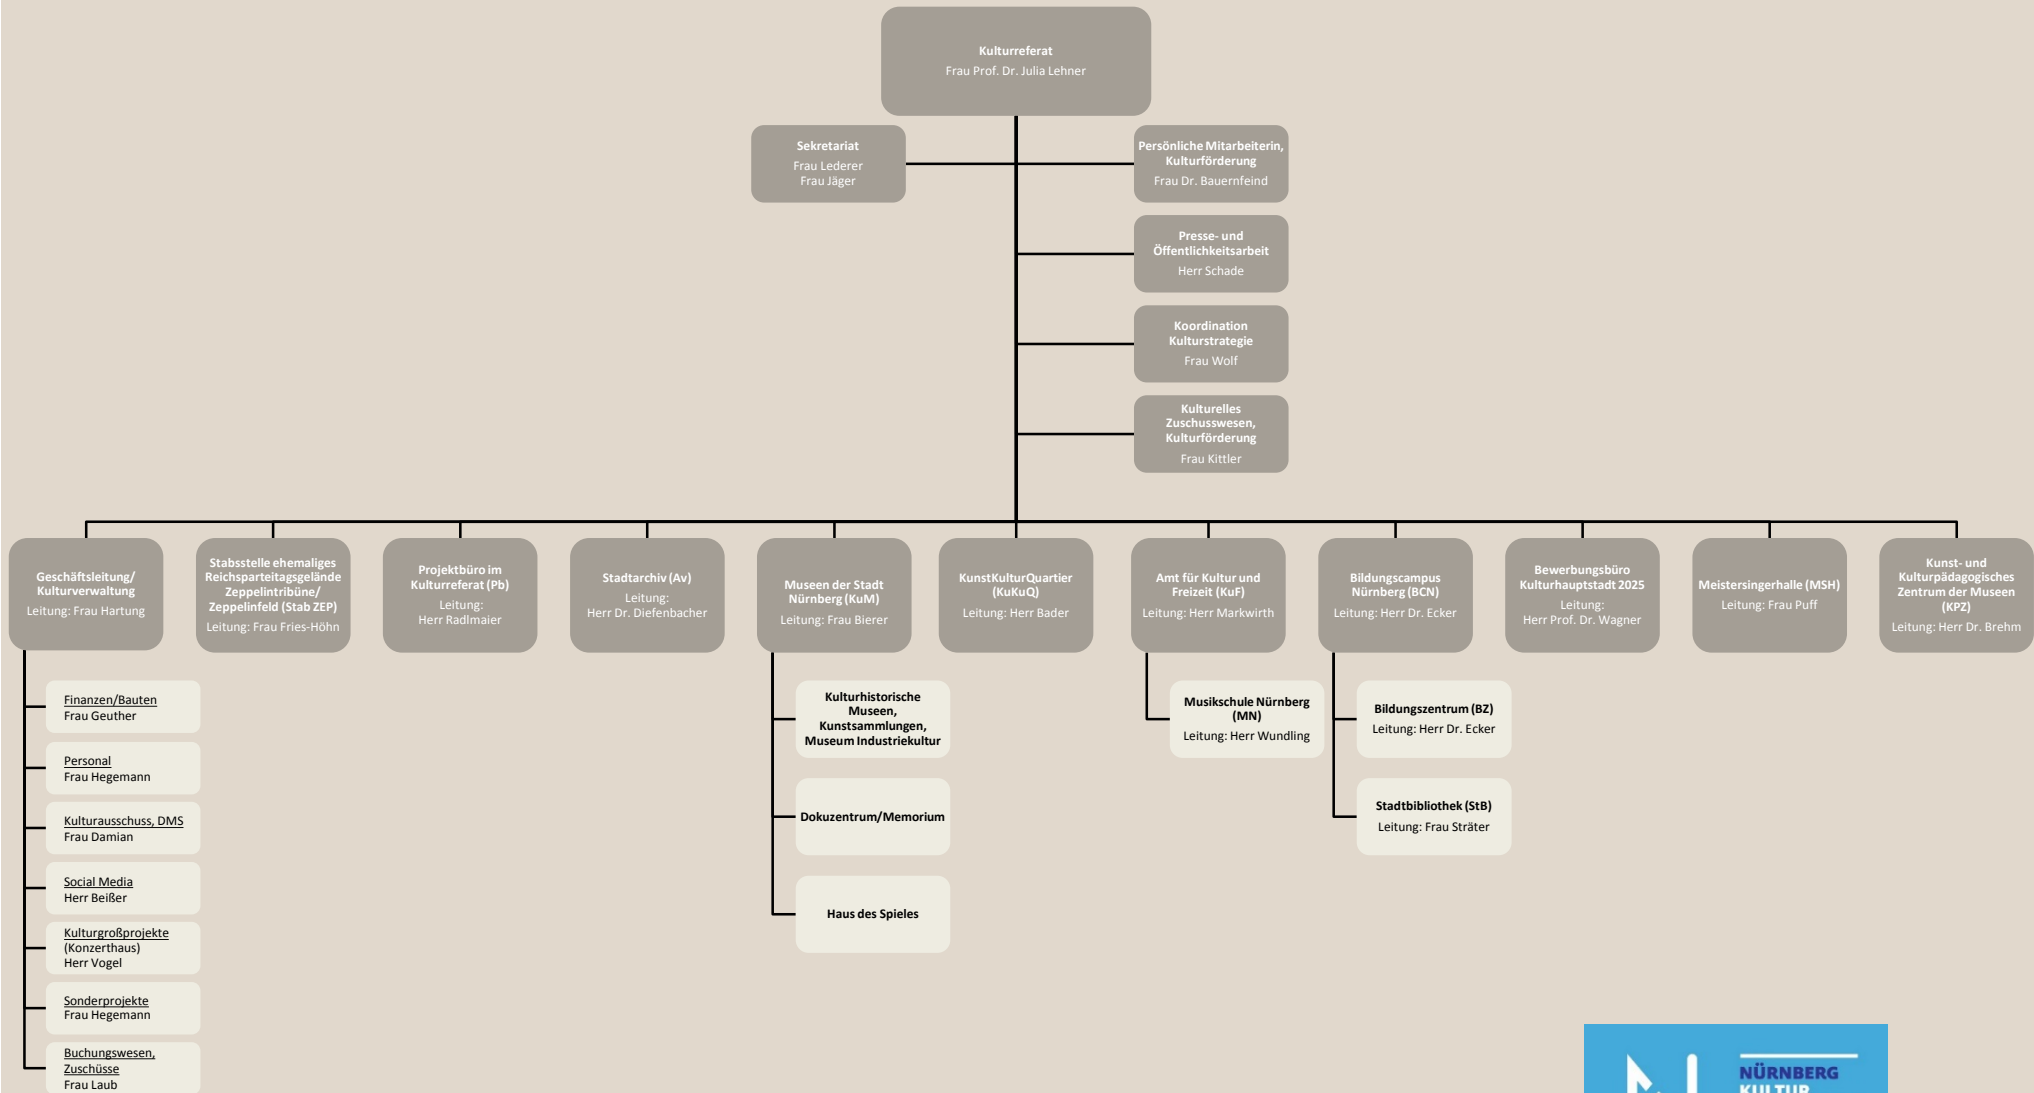 Kulturreferat
Frau Prof. Dr. Julia Lehner
Sekretariat
Frau Lederer
Frau Jäger
Persönliche Mitarbeiterin,
Kulturförderung
Frau Dr. Bauernfeind
Presse- und
Öffentlichkeitsarbeit
Herr Schade
Koordination
Kulturstrategie
Frau Wolf
Kulturelles
Zuschusswesen,
Kulturförderung
Frau Kittler
Geschäftsleitung/
Kulturverwaltung
Leitung: Frau Hartung
Stabsstelle ehemaliges
Reichsparteitagsgelände
Zeppelintribüne/
Zeppelinfeld (Stab ZEP)
Leitung: Frau Fries-Höhn
Projektbüro im
Kulturreferat (Pb)
Leitung:
Herr Radlmaier
Stadtarchiv (Av)
Leitung:
Herr Dr. Diefenbacher
Museen der Stadt
Nürnberg (KuM)
Leitung: Frau Bierer
KunstKulturQuartier
(KuKuQ)
Leitung: Herr Bader
Amt für Kultur und
Freizeit (KuF)
Leitung: Herr Markwirth
Bildungscampus
Nürnberg (BCN)
Leitung: Herr Dr. Ecker
Bewerbungsbüro
Kulturhauptstadt 2025
Leitung:
Herr Prof. Dr. Wagner
Meistersingerhalle (MSH)
Leitung: Frau Puff
Kunst- und
Kulturpädagogisches
Zentrum der Museen
(KPZ)
Leitung: Herr Dr. Brehm
Finanzen/Bauten
Frau Geuther
Personal
Frau Hegemann
Kulturausschuss, DMS
Frau Damian
Social Media
Herr Beißer
Kulturgroßprojekte
(Konzerthaus)
Herr Vogel
Sonderprojekte
Frau Hegemann
Buchungswesen,
Zuschüsse
Frau Laub
Kulturhistorische
Museen,
Kunstsammlungen,
Museum Industriekultur
Dokuzentrum/Memorium
Haus des Spieles
Musikschule Nürnberg
(MN)
Leitung: Herr Wundling
Bildungszentrum (BZ)
Leitung: Herr Dr. Ecker
Stadtbibliothek (StB)
Leitung: Frau Sträter
NÜRNBERG
KULTUR